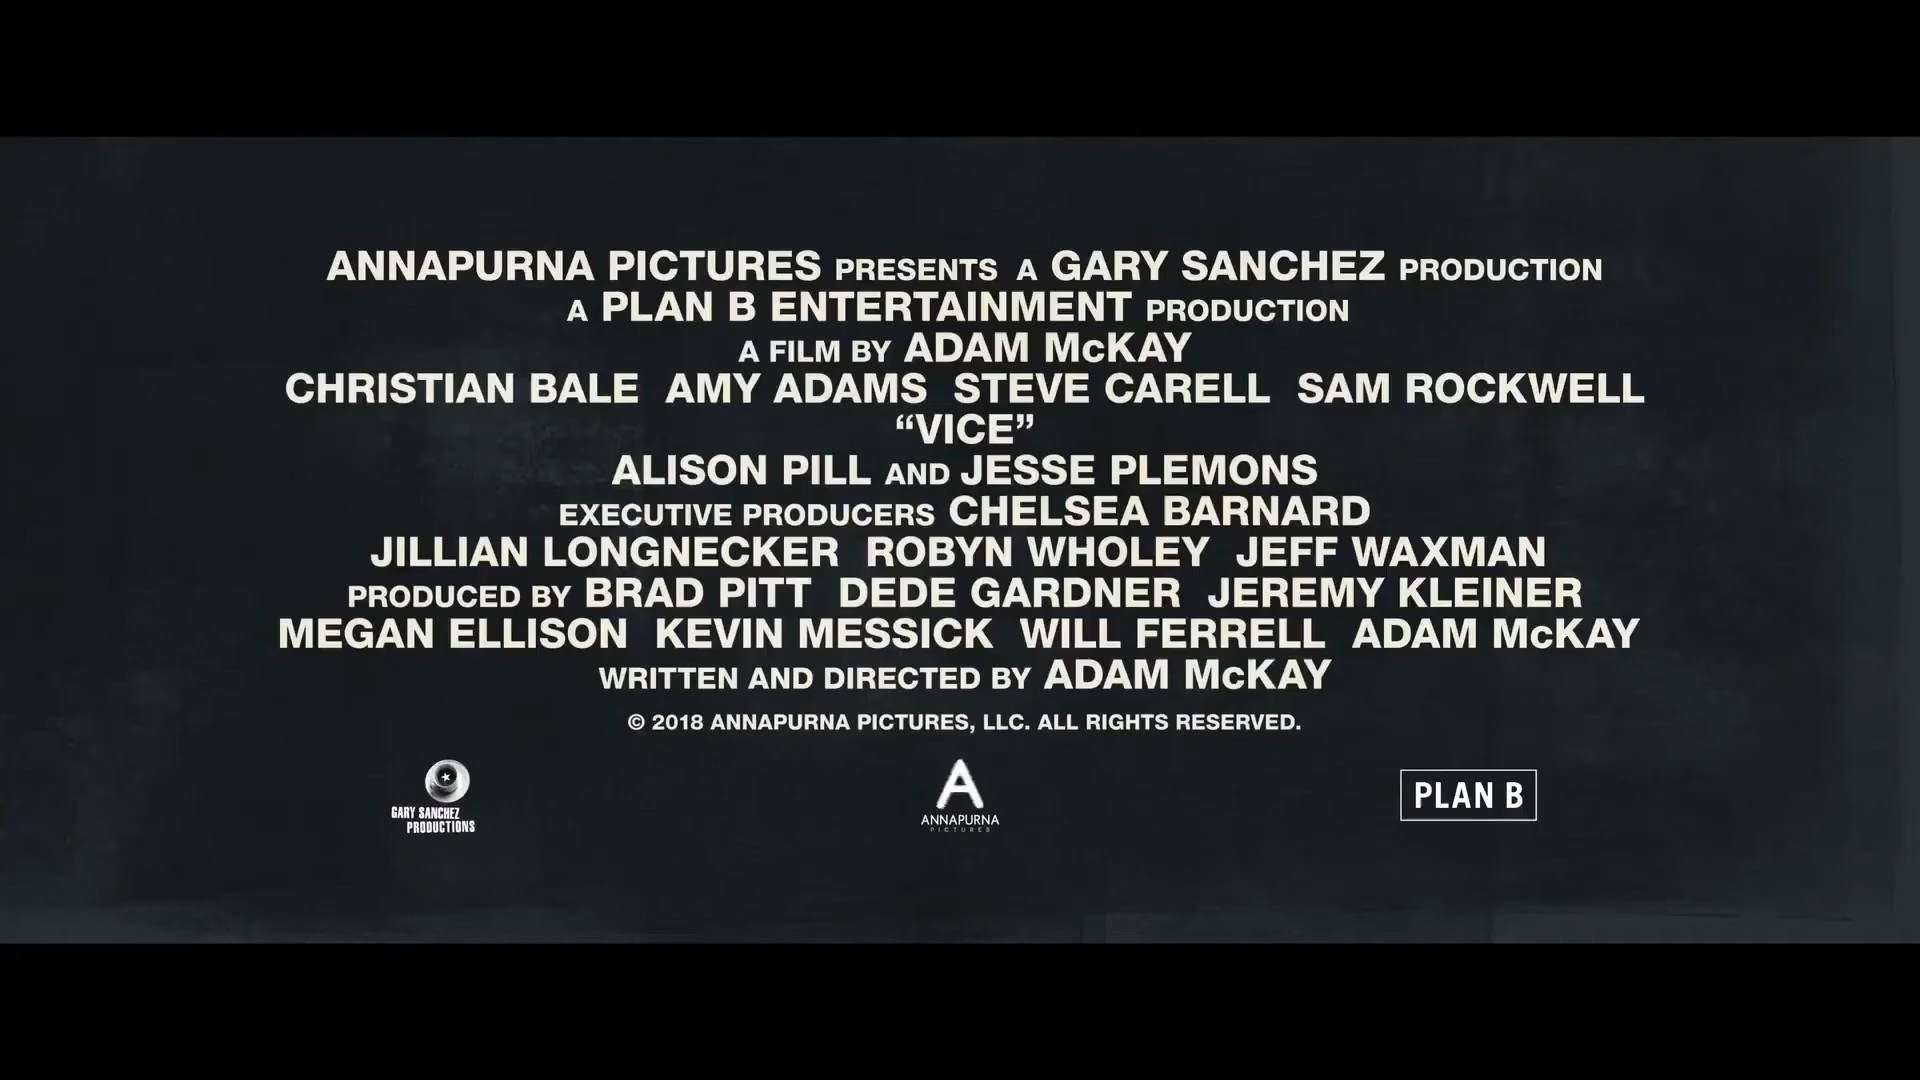 ANNAPURNA PICTURES PRESENTS A GARY SANCHEZ PRODUCTION
A PLAN B ENTERTAINMENT PRODUCTION
A FILM BY ADAM McKAY
CHRISTIAN BALE AMY ADAMS STEVE CARELL SAM ROCKWELL
“VICE”
ALISON PILL AND JESSE PLEMONS
EXECUTIVE PRODUCERS CHELSEA BARNARD
JILLIAN LONGNECKER ROBYN WHOLEY JEFF WAXMAN
PRODUCED BY BRAD PITT DEDE GARDNER JEREMY KLEINER
MEGAN ELLISON KEVIN MESSICK WILL FERRELL ADAM McKAY
WRITTEN AND DIRECTED BY ADAM McKAY
© 2018 ANNAPURNA PICTURES, LLC. ALL RIGHTS RESERVED.
GARY SANCHEZ
PRODUCTIONS
A
ANNAPURNA
PICTURES
PLAN B